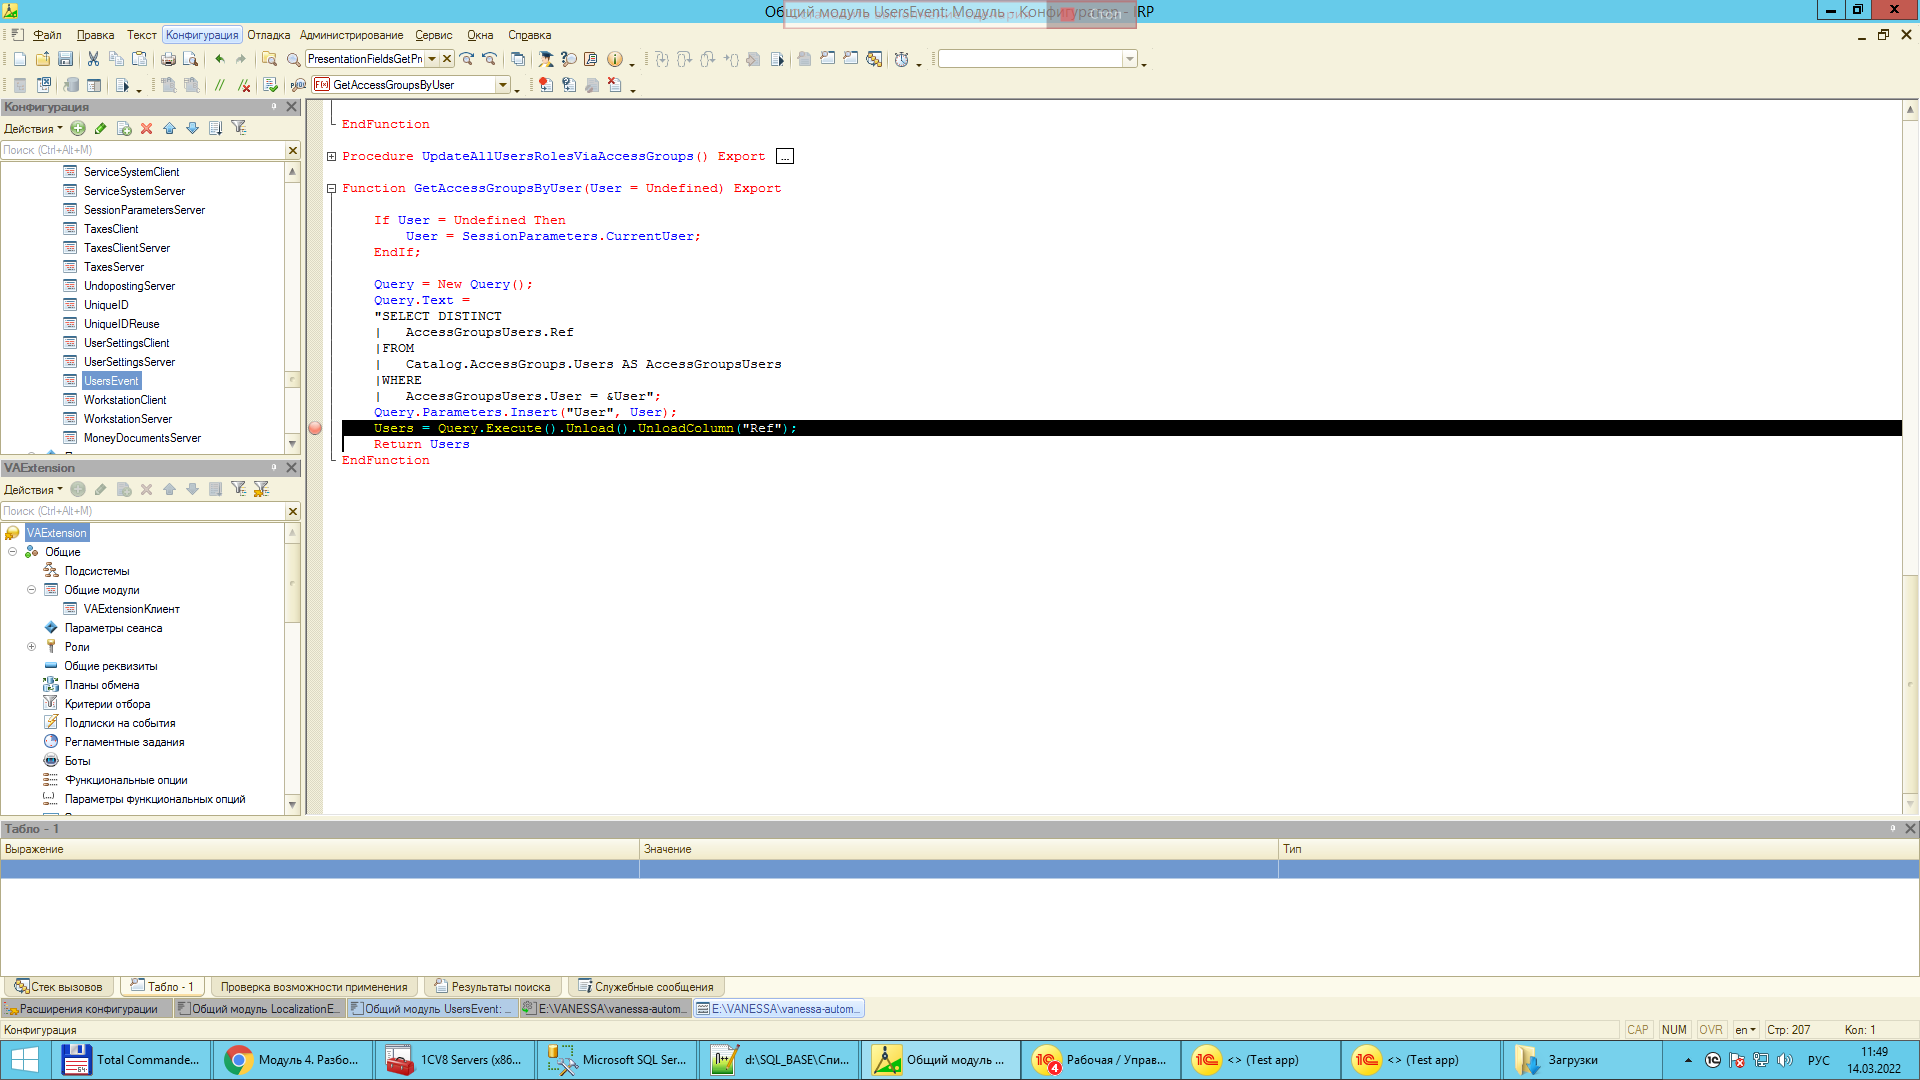 Общий модуль UsersEvent: Модуль - Конфигуратор - IRP
Стоп
Файл Правка Текст Конфигурация Отладка Администрирование Сервис Окна Справка
PresentationFieldsGetPr
GetAccessGroupsByUser
Конфигурация
Действия
Поиск (Ctrl+Alt+M)
ServiceSystemClient
ServiceSystemServer
SessionParametersServer
TaxesClient
TaxesClientServer
TaxesServer
UndopostingServer
UniqueID
UniqueIDReuse
UserSettingsClient
UserSettingsServer
UsersEvent
WorkstationClient
WorkstationServer
MoneyDocumentsServer
VAExtension
Действия
Поиск (Ctrl+Alt+M)
VAExtension
Общие
Подсистемы
Общие модули
VAExtensionКлиент
Параметры сеанса
Роли
Общие реквизиты
Планы обмена
Критерии отбора
Подписки на события
Регламентные задания
Боты
Функциональные опции
Параметры функциональных опций
EndFunction
Procedure UpdateAllUsersRolesViaAccessGroups() Export ...
Function GetAccessGroupsByUser(User = Undefined) Export
If User = Undefined Then
User = SessionParameters.CurrentUser;
EndIf;
Query = New Query();
Query.Text =
"SELECT DISTINCT
| AccessGroupsUsers.Ref
|FROM
| Catalog.AccessGroups.Users AS AccessGroupsUsers
|WHERE
| AccessGroupsUsers.User = &User";
Query.Parameters.Insert("User", User);
Users = Query.Execute().Unload().UnloadColumn("Ref");
Return Users
EndFunction
Табло - 1
Выражение Значение Тип
Стек вызовов Табло - 1 Проверка возможности применения Результаты поиска Служебные сообщения
Расширения конфигурации Общий модуль LocalizationE... Общий модуль UsersEvent: ... E:\VANESSA\vanessa-autom... E:\VANESSA\vanessa-autom...
Конфигурация CAP NUM OVR en Стр: 207 Кол: 1
Total Commande... Модуль 4. Разбо... 1CV8 Servers (x86... Microsoft SQL Ser... d:\SQL_BASE\Спи... Общий модуль ... Рабочая / Управ... <> (Test app) <> (Test app) Загрузки РУС 11:49
14.03.2022